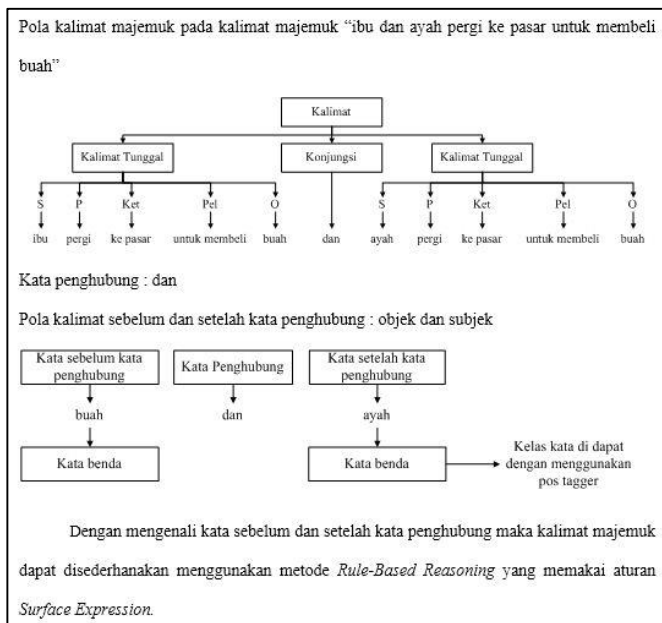 Pola kalimat majemuk pada kalimat majemuk “ibu dan ayah pergi ke pasar untuk membeli
buah”
Kalimat
Kalimat Tunggal Konjungsi Kalimat Tunggal
S P Ket Pel O S P Ket Pel O
ibu pergi ke pasar untuk membeli buah dan ayah pergi ke pasar untuk membeli buah
Kata penghubung : dan
Pola kalimat sebelum dan setelah kata penghubung : objek dan subjek
Kata sebelum kata
penghubung
Kata Penghubung
Kata setelah kata
penghubung
buah dan ayah
Kata benda Kata benda
Kelas kata di dapat
dengan menggunakan
pos tagger
Dengan mengenali kata sebelum dan setelah kata penghubung maka kalimat majemuk
dapat disederhanakan menggunakan metode Rule-Based Reasoning yang memakai aturan
Surface Expression.